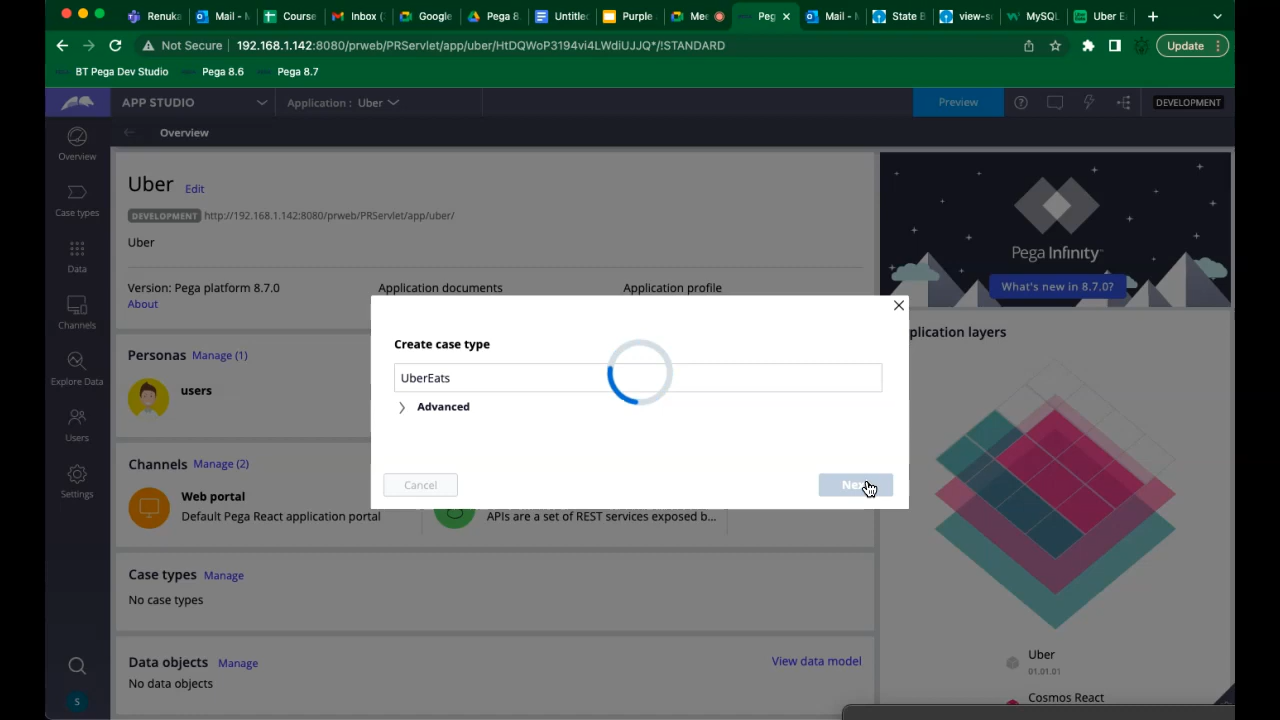 Renuka
Mail -
Course
Inbox (
Google
Pega 8.
Untitle
Purple
Mee
Peg
Mail - I
State B
view-s
MySQL
Uber E
Not Secure
192.168.1.142:8080/prweb/PRServlet/app/uber/HtDQWoP3194vi4LWdiUJJQ*/!STANDARD
Update
BT Pega Dev Studio
Pega 8.6
Pega 8.7
APP STUDIO
Application : Uber
Preview
DEVELOPMENT
Overview
Overview
Case types
Data
Channels
Explore Data
Users
Settings
S
Uber Edit
DEVELOPMENT http://192.168.1.142:8080/prweb/PRServlet/app/uber/
Uber
Version: Pega platform 8.7.0
About
Application documents
Application profile
Personas Manage (1)
users
Channels Manage (2)
Web portal
Default Pega React application portal
APIs are a set of REST services exposed b...
Case types Manage
No case types
Data objects Manage
View data model
No data objects
Create case type
UberEats
Advanced
Cancel
Pega Infinity™
What's new in 8.7.0?
plication layers
Uber
01.01.01
Cosmos React